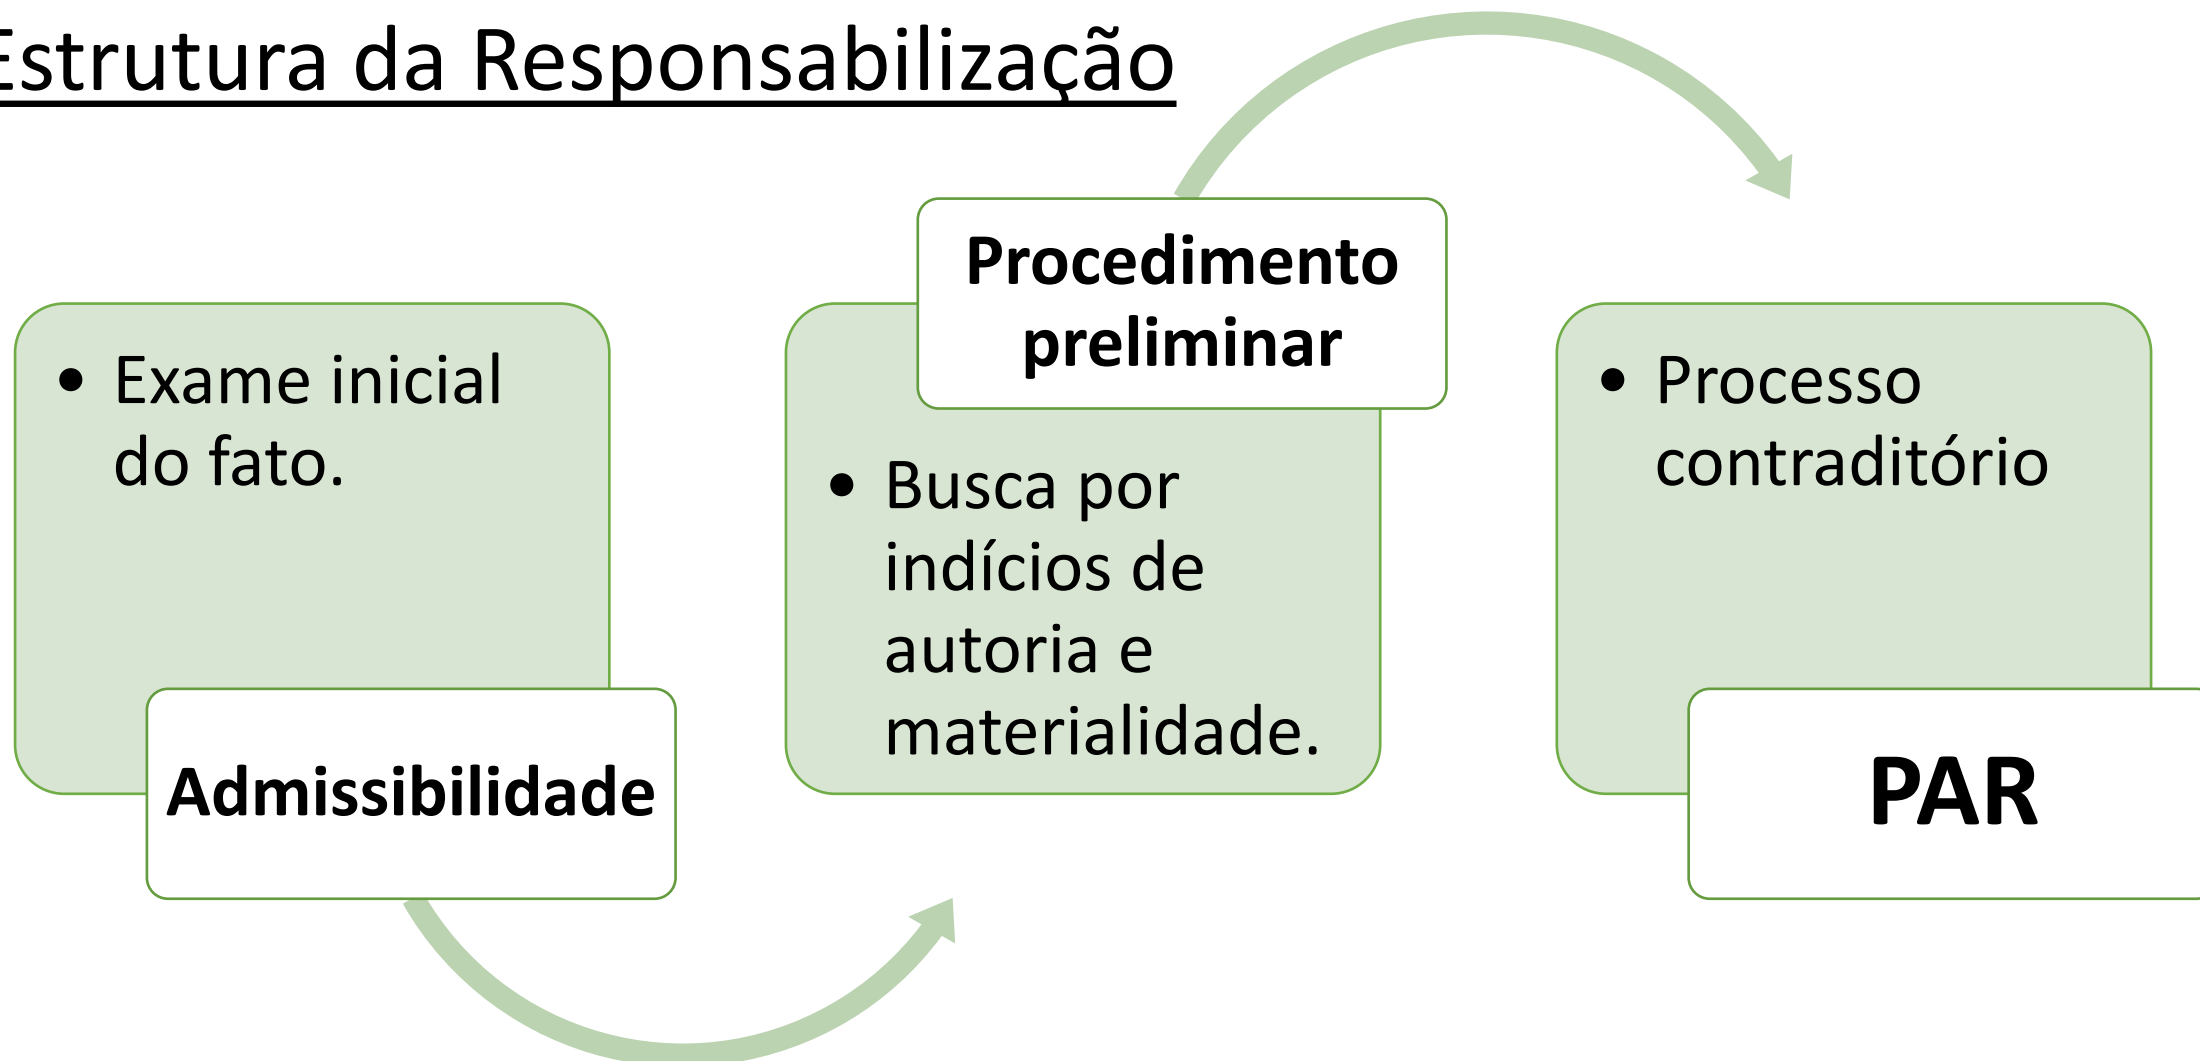 Estrutura da Responsabilização
• Exame inicial
do fato.
Admissibilidade
Procedimento
preliminar
• Busca por
indícios de
autoria e
materialidade.
• Processo
contraditório
PAR